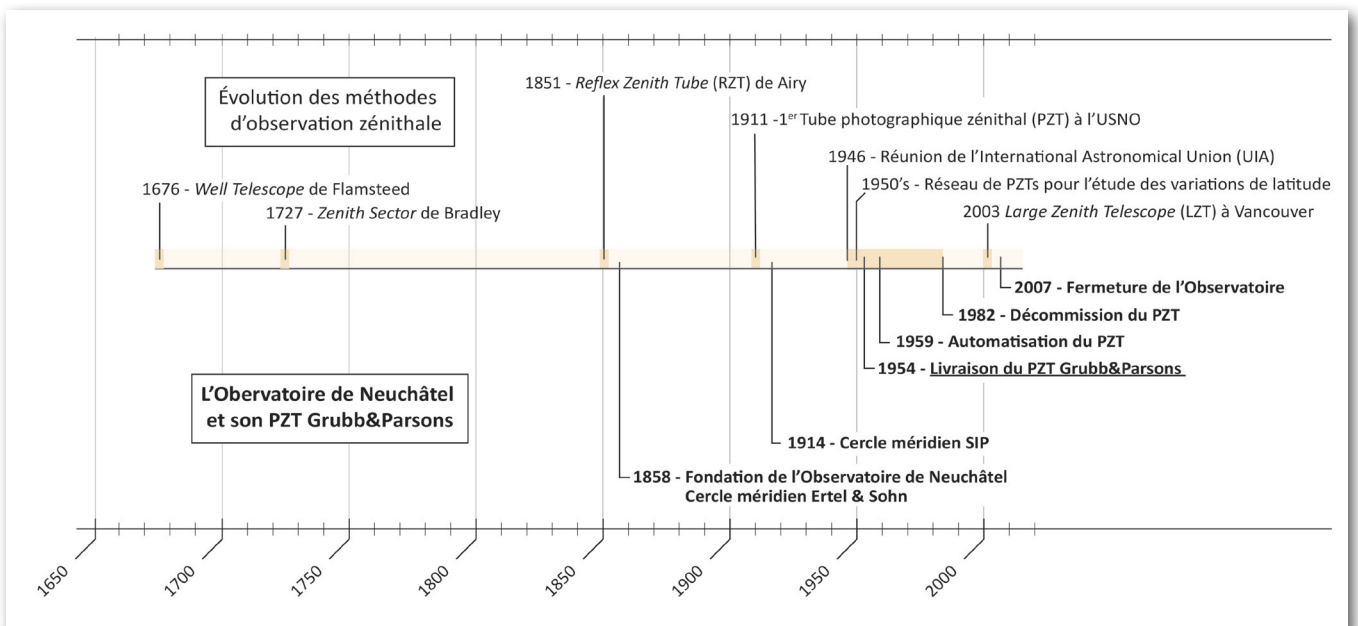 Évolution des méthodes
d'observation zénithale
1851 - Reflex Zenith Tube (RZT) de Airy
1911 -1er Tube photographique zénithal (PZT) à l'USNO
1946 - Réunion de l'International Astronomical Union (UIA)
1676 - Well Telescope de Flamsteed
1950's - Réseau de PZTs pour l'étude des variations de latitude
1727 - Zenith Sector de Bradley
2003 Large Zenith Telescope (LZT) à Vancouver
2007 - Fermeture de l'Observatoire
1982 - Décommission du PZT
1959 - Automatisation du PZT
1954 - Livraison du PZT Grubb&Parsons
L'Obervatoire de Neuchâtel
et son PZT Grubb&Parsons
1914 - Cercle méridien SIP
1858 - Fondation de l'Observatoire de Neuchâtel
Cercle méridien Ertel & Sohn
1650
1700
1750
1800
1850
1900
1950
2000